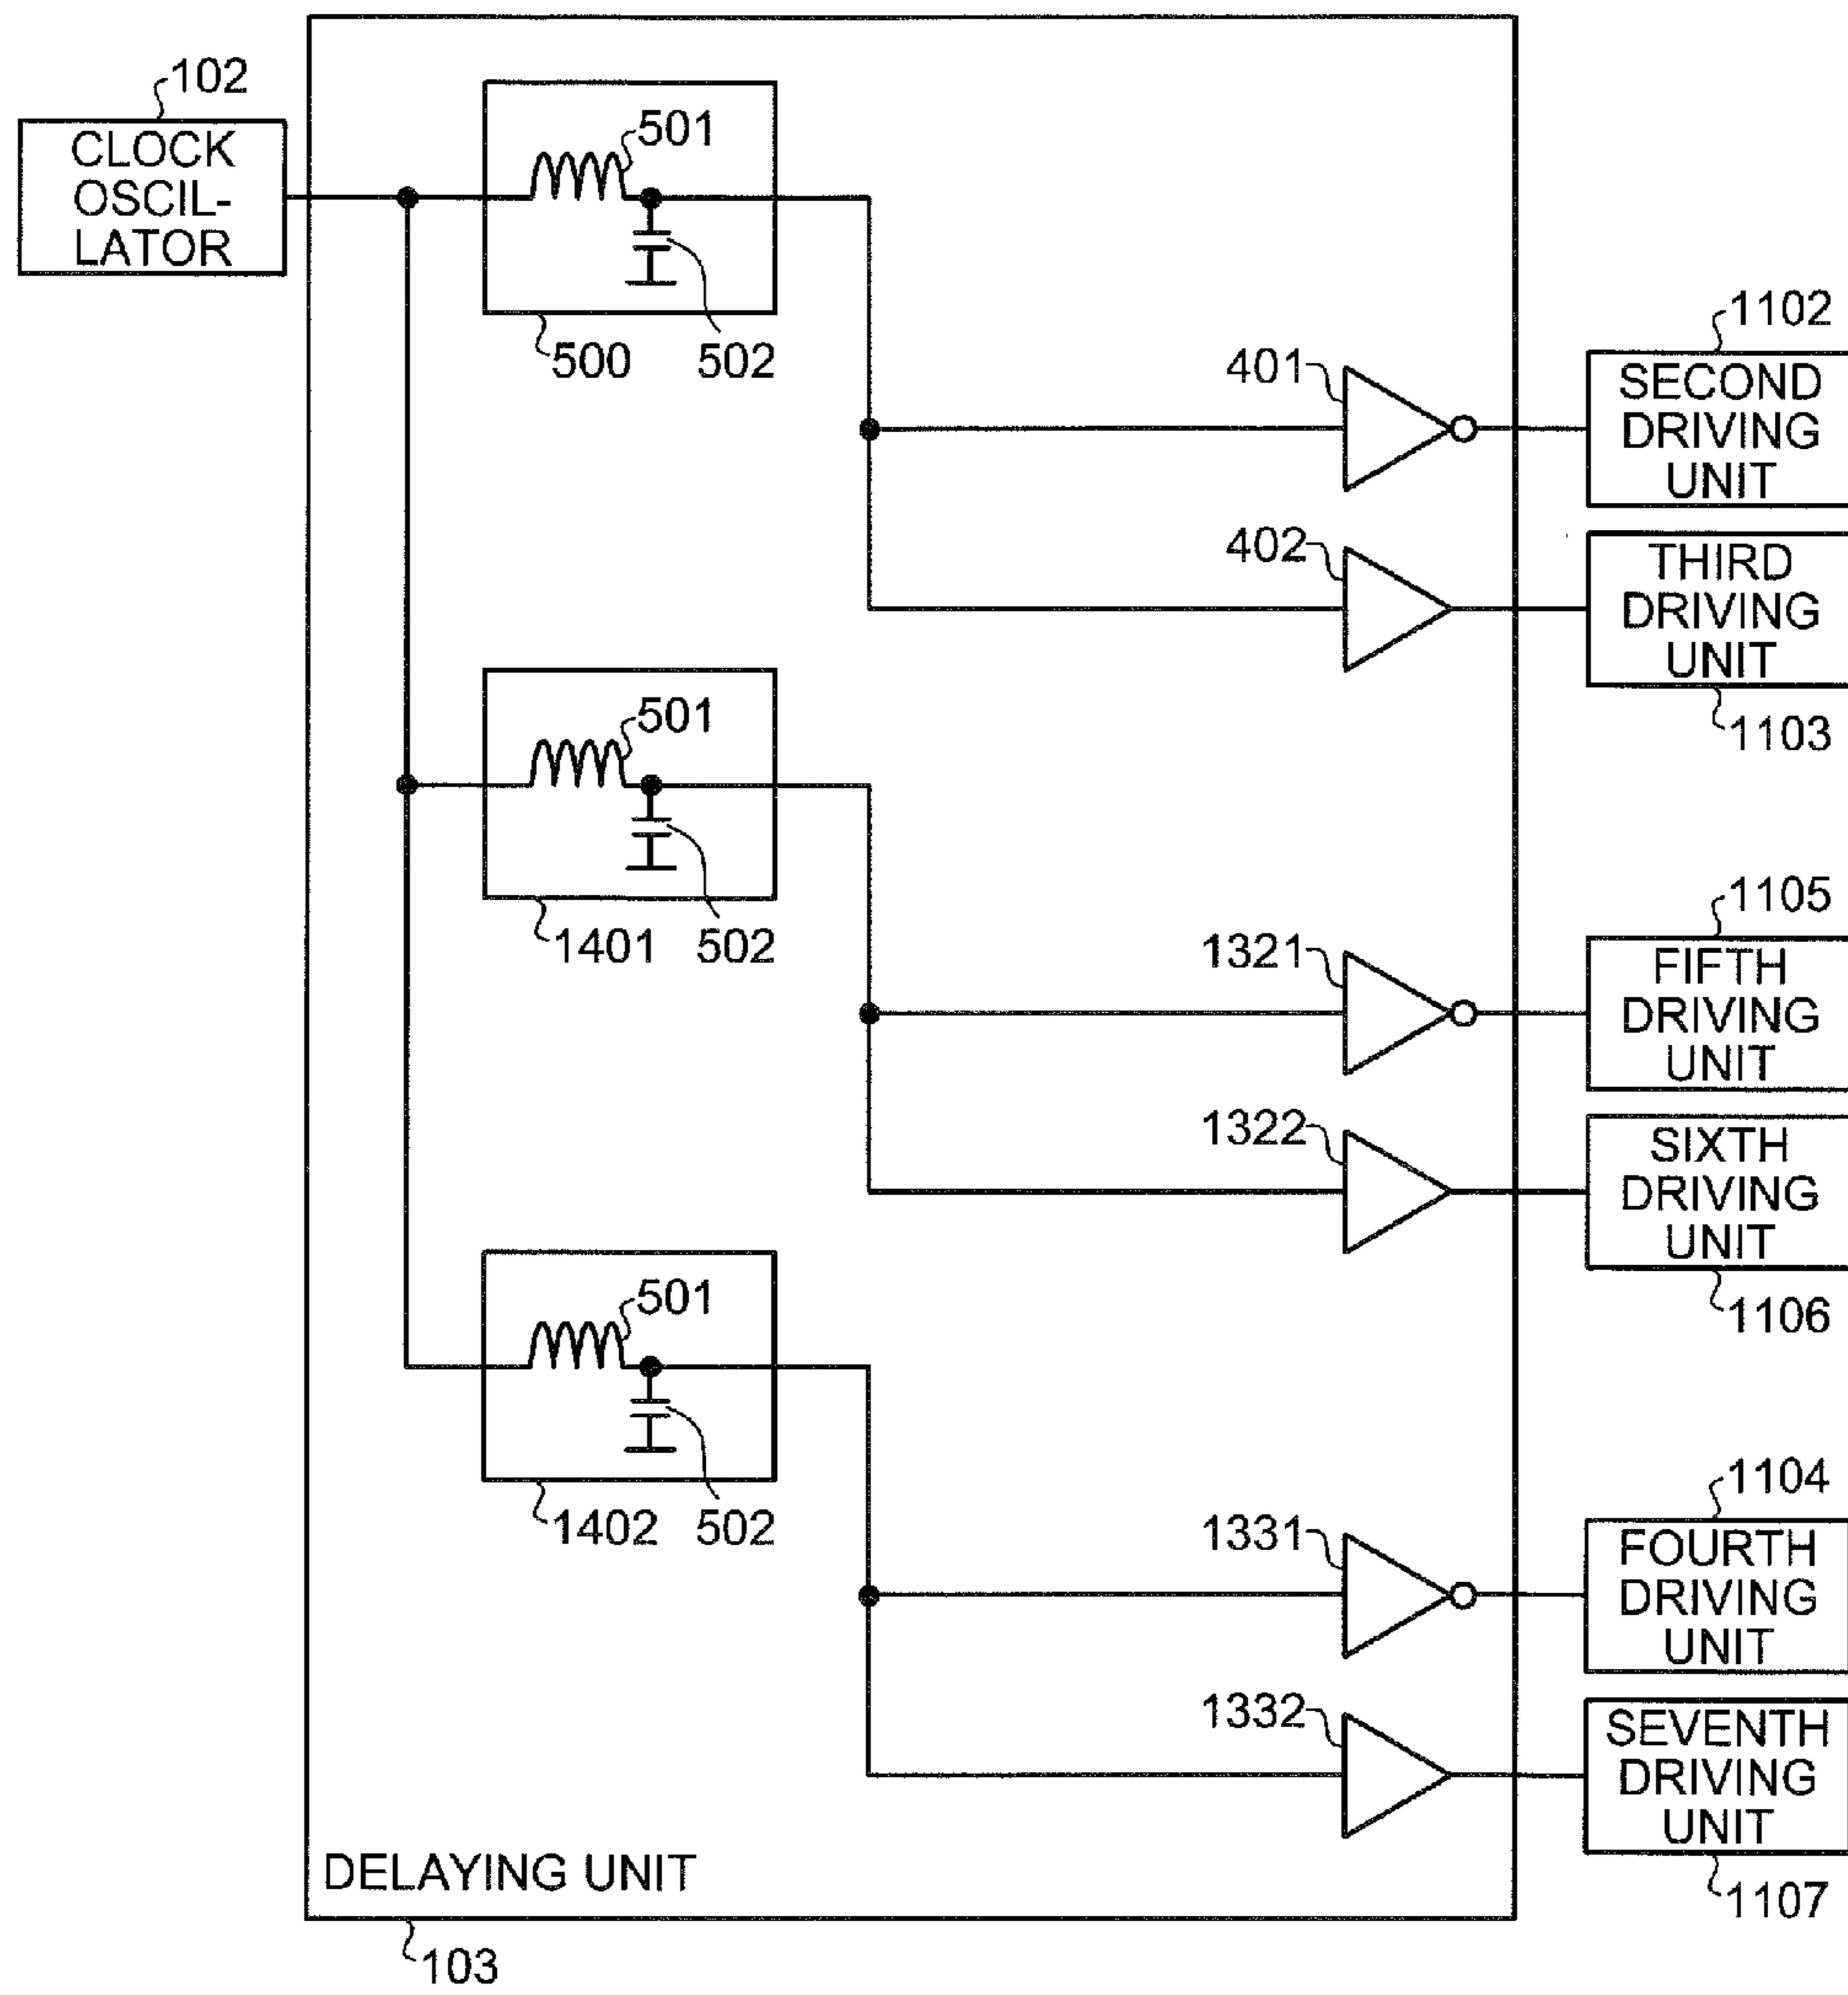 102
CLOCK
OSCIL-
LATOR
501
500
502
401
1102
SECOND
DRIVING
UNIT
402
THIRD
DRIVING
UNIT
1103
501
1401
502
1321
1105
FIFTH
DRIVING
UNIT
1322
SIXTH
DRIVING
UNIT
1106
501
1402
502
1331
1104
FOURTH
DRIVING
UNIT
1332
SEVENTH
DRIVING
UNIT
1107
DELAYING UNIT
103